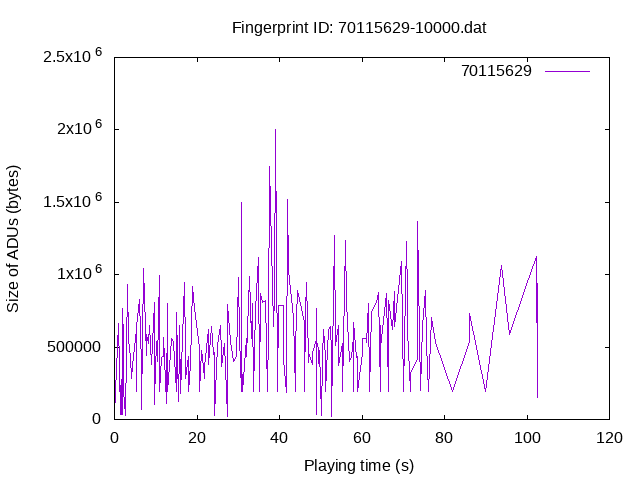 Fingerprint ID: 70115629-10000.dat
70115629
2.5x10 6
2x10 6
1.5x10 6
1x10 6
500000
0
Size of ADUs (bytes)
0 20 40 60 80 100 120
Playing time (s)